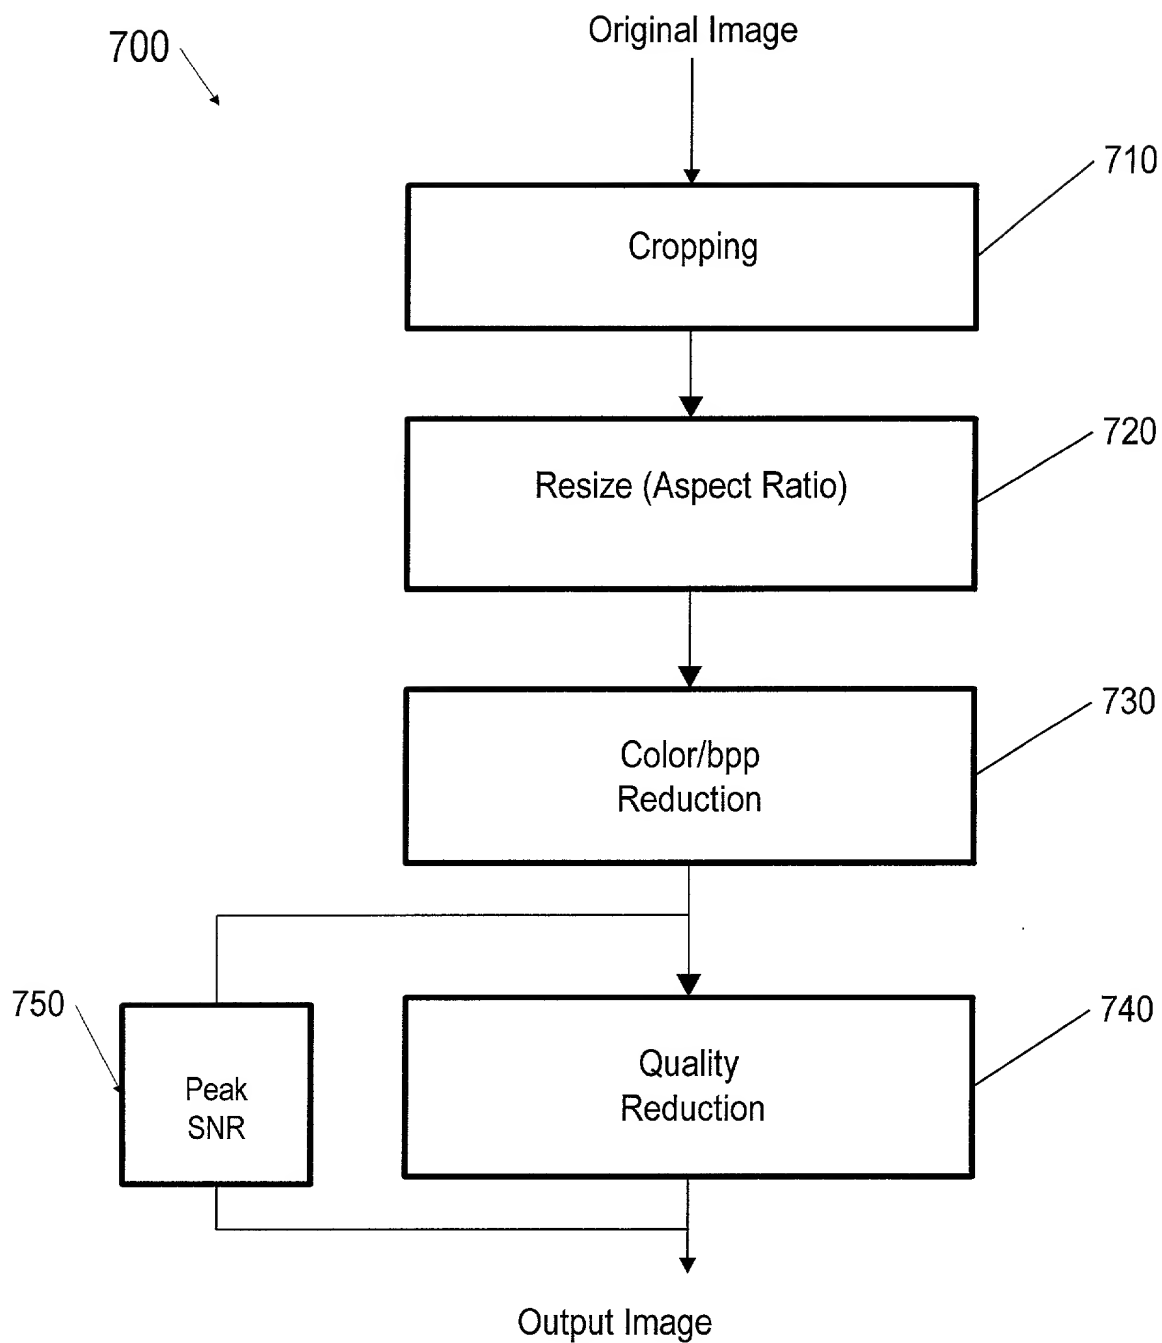 Original Image
700
710
Cropping
720
Resize (Aspect Ratio)
730
Color/bpp
Reduction
750
740
Peak
SNR
Quality
Reduction
Output Image